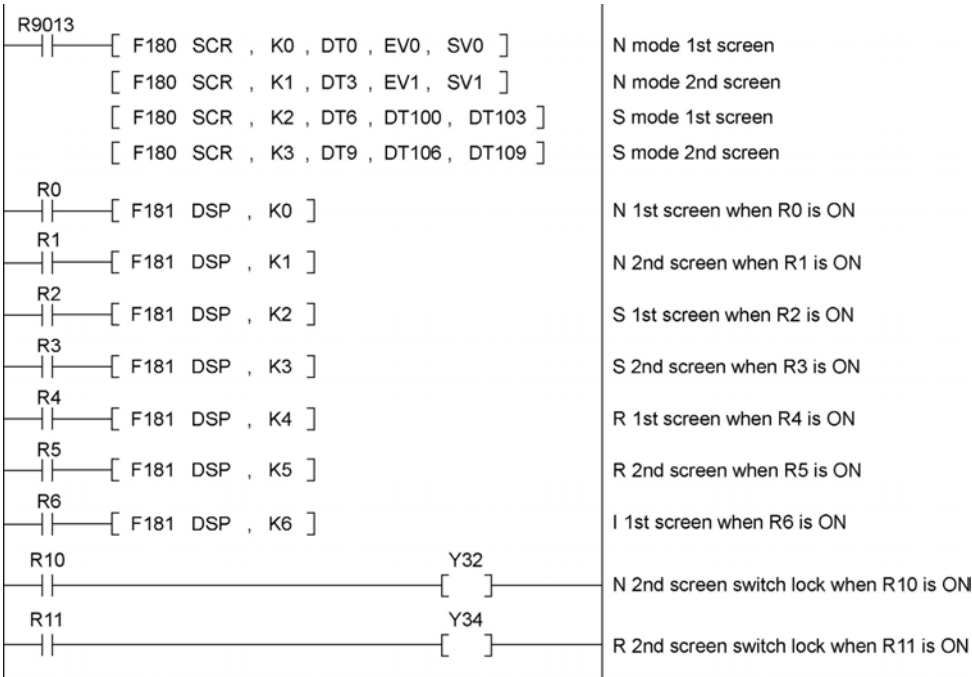 R9013
[ F180 SCR , K0 , DT0 , EV0 , SV0 ] N mode 1st screen
[ F180 SCR , K1 , DT3 , EV1 , SV1 ] N mode 2nd screen
[ F180 SCR , K2 , DT6 , DT100 , DT103 ] S mode 1st screen
[ F180 SCR , K3 , DT9 , DT106 , DT109 ] S mode 2nd screen
R0
[ F181 DSP , K0 ] N 1st screen when R0 is ON
R1
[ F181 DSP , K1 ] N 2nd screen when R1 is ON
R2
[ F181 DSP , K2 ] S 1st screen when R2 is ON
R3
[ F181 DSP , K3 ] S 2nd screen when R3 is ON
R4
[ F181 DSP , K4 ] R 1st screen when R4 is ON
R5
[ F181 DSP , K5 ] R 2nd screen when R5 is ON
R6
[ F181 DSP , K6 ] I 1st screen when R6 is ON
R10 Y32
[ ] N 2nd screen switch lock when R10 is ON
R11 Y34
[ ] R 2nd screen switch lock when R11 is ON